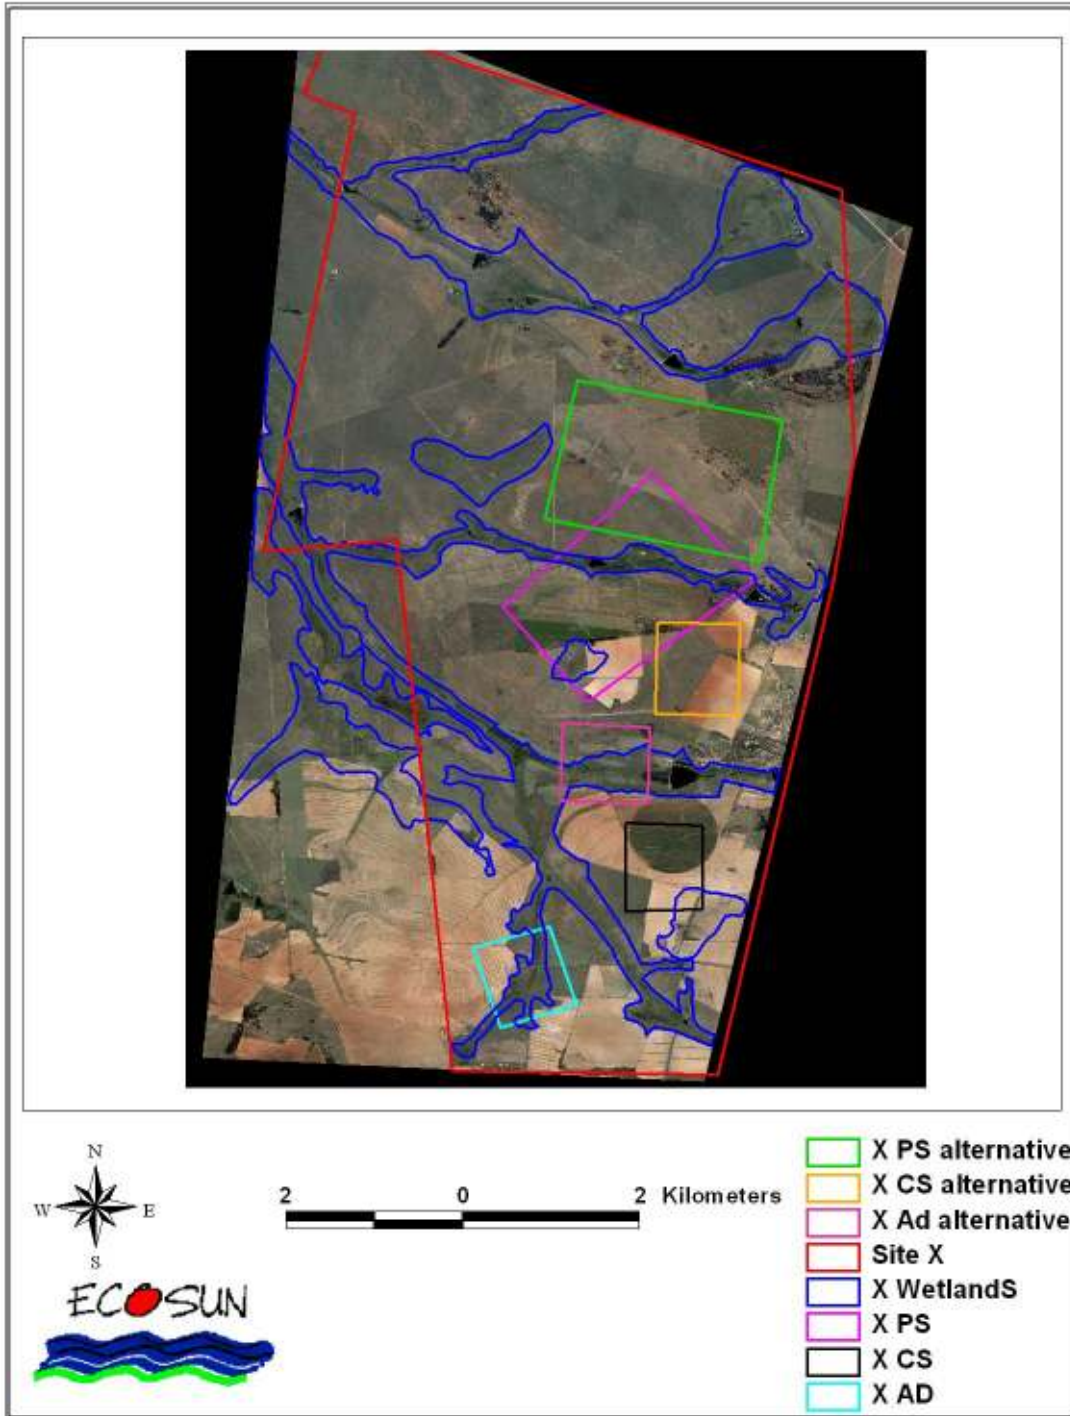 N
W E
S
2 0 2 Kilometers
ECOSUN
X PS alternative
X CS alternative
X Ad alternative
Site X
X WetlandS
X PS
X CS
X AD